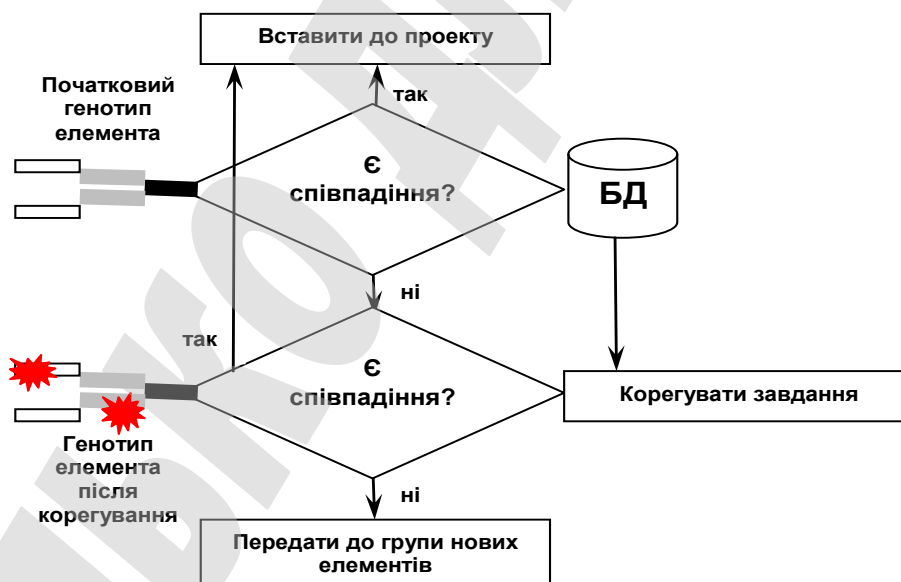 Вставити до проекту
Початковий
генотип
елемента
так
Є
співпадіння?
БД
ні
так
Є
співпадіння?
Корегувати завдання
Генотип
елемента
після
корегування
ні
Передати до групи нових
елементів